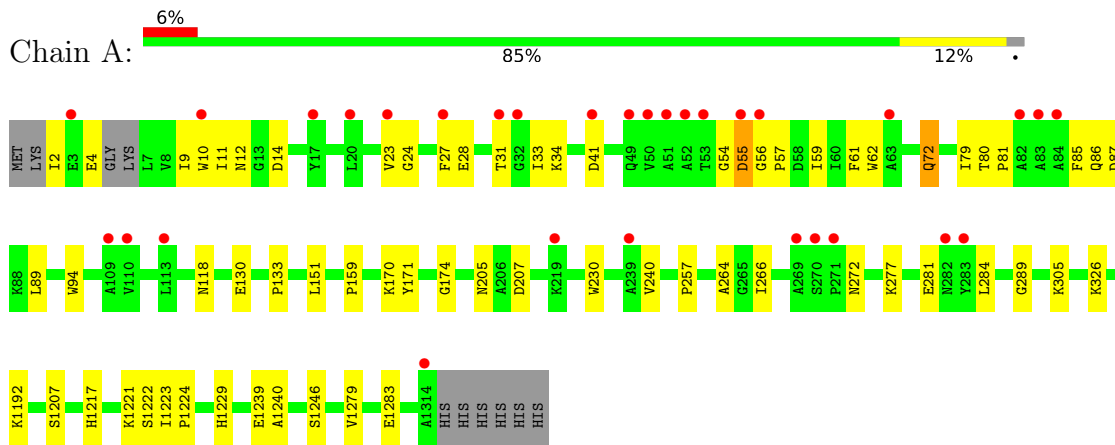 6%
Chain A:
85% 12% •
MET LYS I2 E3 E4 GLY LYS L7 V8 I9 W10 I11 N12 G13 D14 Y17 L20 V23 G24 F27 E28 T31 G32 I33 K34 D41 Q49 V50 A51 A52 T53 G54 D55 G56 P57 D58 I59 I60 F61 W62 A63 Q72 I79 T80 P81 A82 A83 A84 F85 Q86 D87
K88 L89 W94 A109 V110 L113 N118 E130 P133 L151 P159 K170 Y171 G174 N205 A206 D207 K219 W230 A239 V240 P257 A264 G265 I266 A269 S270 P271 N272 K277 E281 N282 Y283 L284 G289 K305 K326
K1192 S1207 H1217 K1221 S1222 I1223 P1224 H1229 E1239 A1240 S1246 V1279 E1283 A1314 HIS HIS HIS HIS HIS HIS